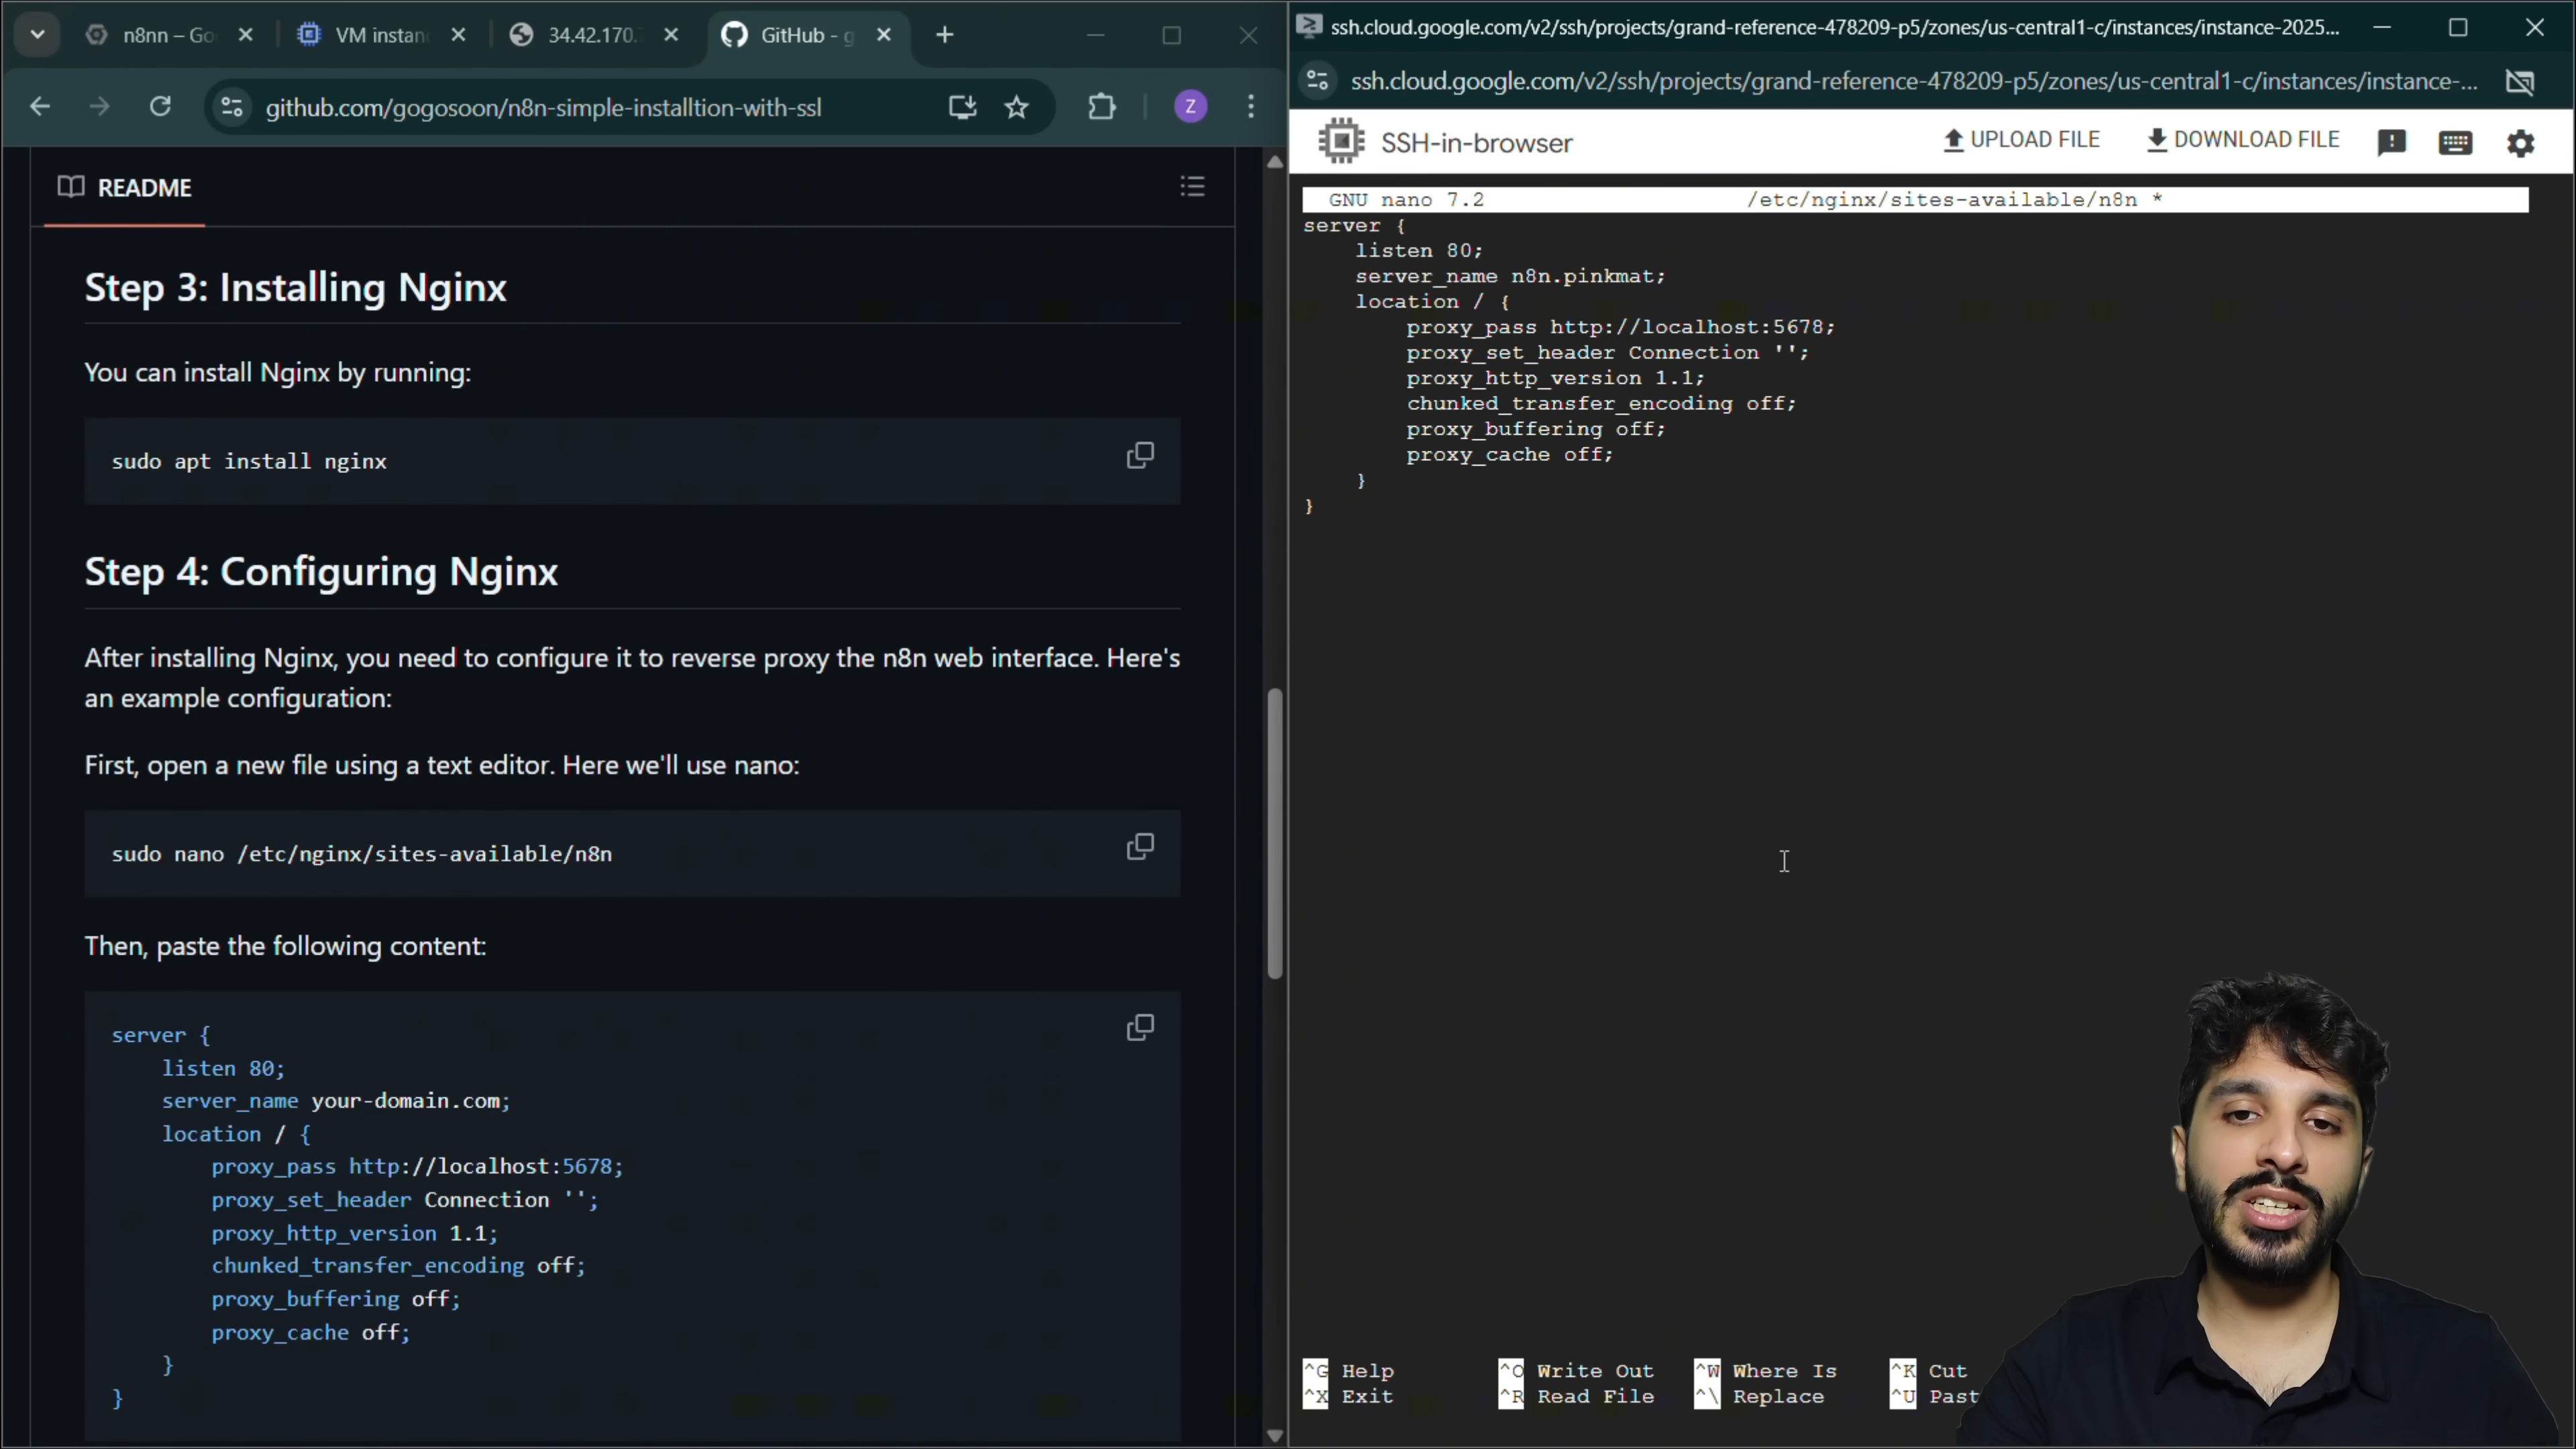 n8nn – Go
VM instan
34.42.170.
GitHub - g
github.com/gogosoon/n8n-simple-installtion-with-ssl
Z
README
Step 3: Installing Nginx
You can install Nginx by running:
sudo apt install nginx
Step 4: Configuring Nginx
After installing Nginx, you need to configure it to reverse proxy the n8n web interface. Here's
an example configuration:
First, open a new file using a text editor. Here we'll use nano:
sudo nano /etc/nginx/sites-available/n8n
Then, paste the following content:
server {
listen 80;
server_name your-domain.com;
location / {
proxy_pass http://localhost:5678;
proxy_set_header Connection '';
proxy_http_version 1.1;
chunked_transfer_encoding off;
proxy_buffering off;
proxy_cache off;
}
}
ssh.cloud.google.com/v2/ssh/projects/grand-reference-478209-p5/zones/us-central1-c/instances/instance-2025...
ssh.cloud.google.com/v2/ssh/projects/grand-reference-478209-p5/zones/us-central1-c/instances/instance-...
SSH-in-browser
UPLOAD FILE
DOWNLOAD FILE
GNU nano 7.2 /etc/nginx/sites-available/n8n *
server {
listen 80;
server_name n8n.pinkmat;
location / {
proxy_pass http://localhost:5678;
proxy_set_header Connection '';
proxy_http_version 1.1;
chunked_transfer_encoding off;
proxy_buffering off;
proxy_cache off;
}
}
^G Help ^O Write Out ^W Where Is ^K Cut
^X Exit ^R Read File ^\ Replace ^U Past